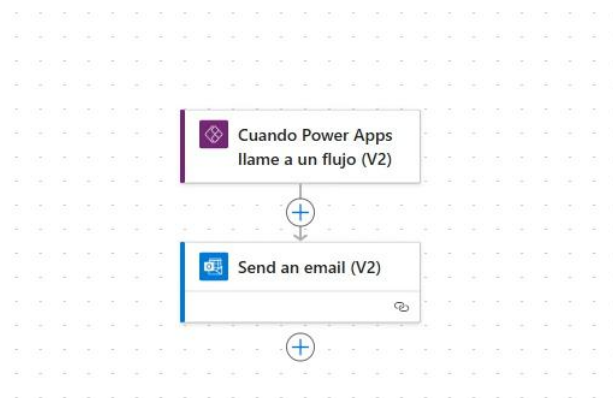 Cuando Power Apps
llame a un flujo (V2)
Send an email (V2)